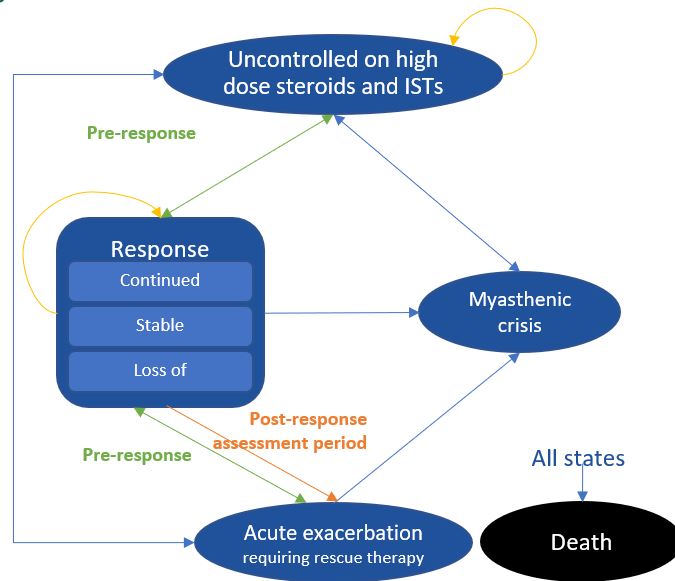 Uncontrolled on high
dose steroids and ISTs
Pre-response
Response
Continued
Stable
Loss of
Myasthenic
crisis
Post-response
assessment period
Pre-response
All states
Acute exacerbation
requiring rescue therapy
Death